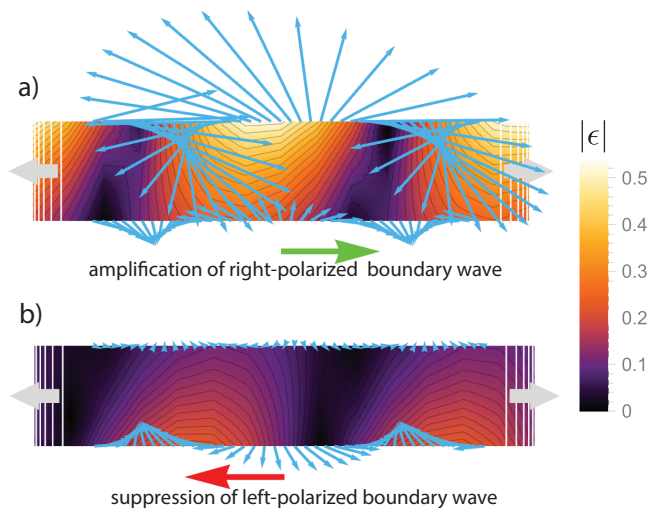 a)
|ϵ|
0.5
0.4
0.3
0.2
0.1
0
amplification of right-polarized boundary wave
b)
suppression of left-polarized boundary wave